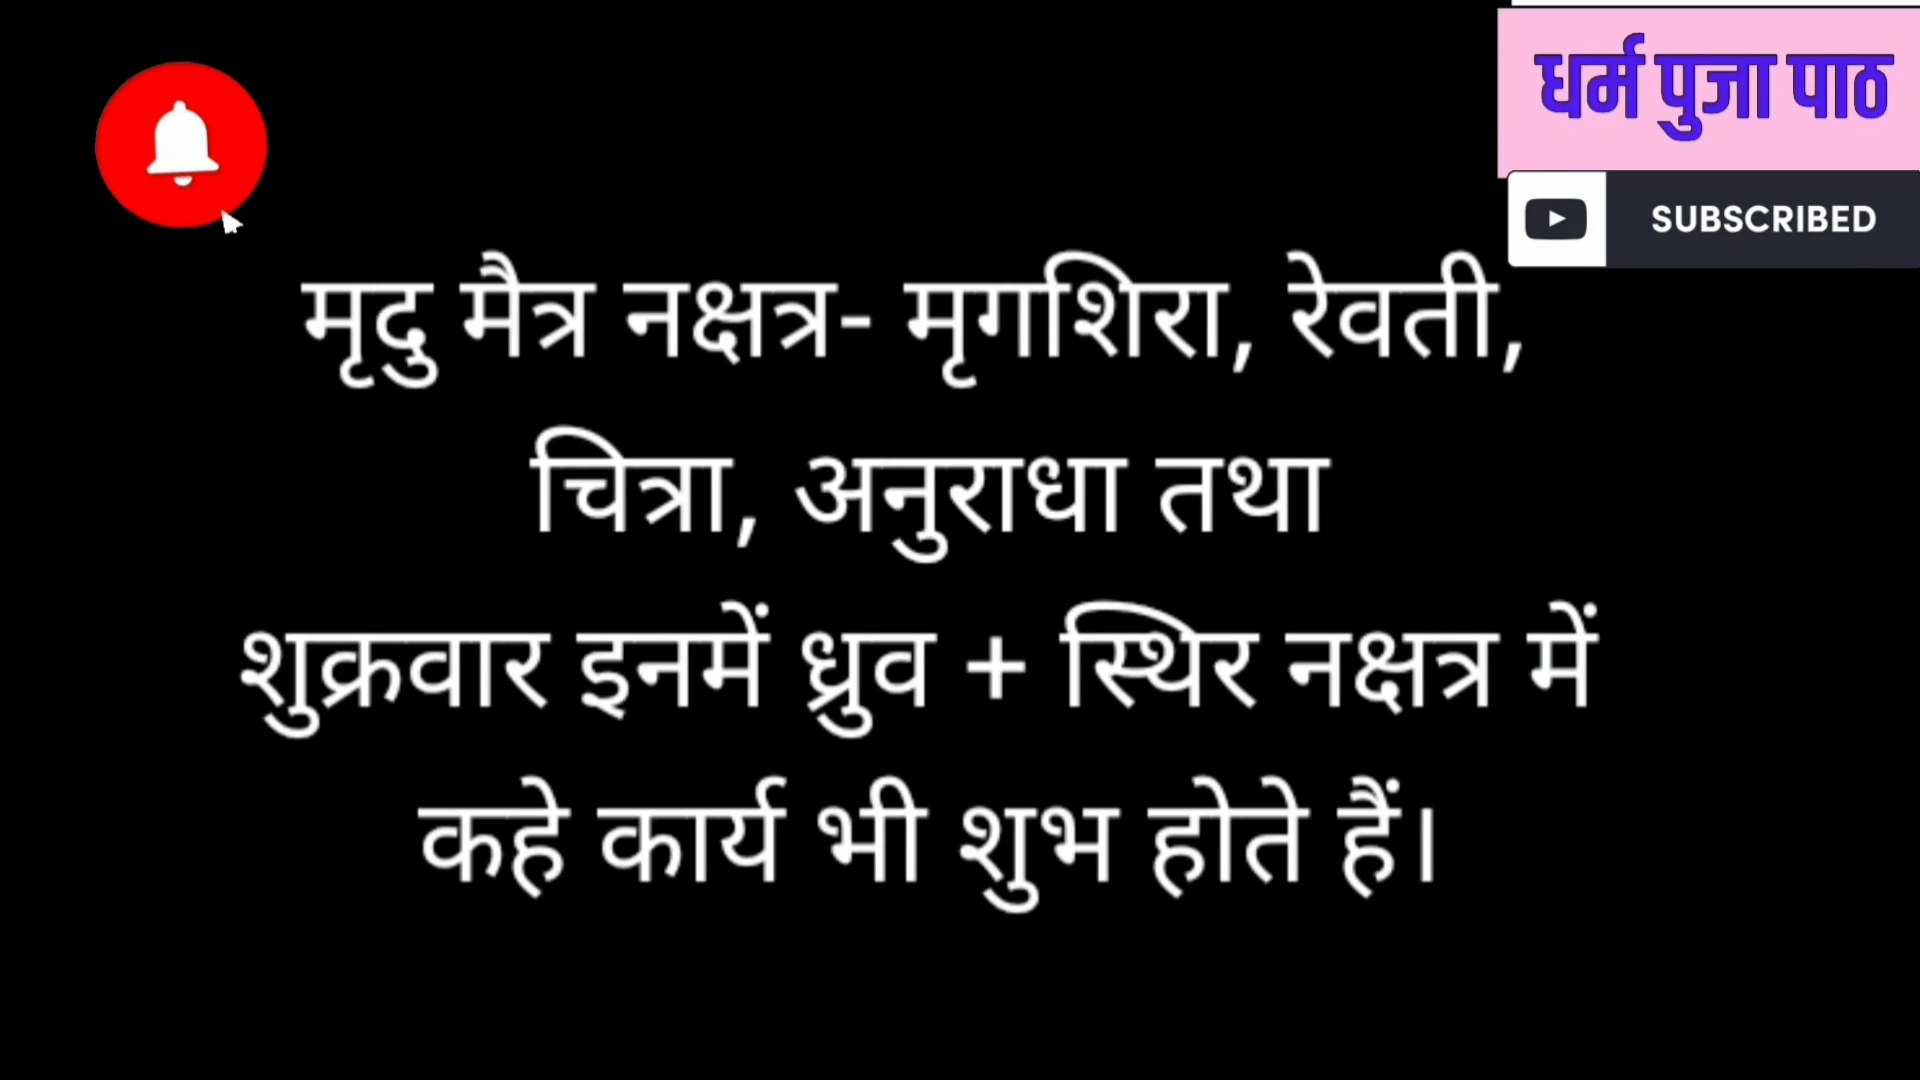 धर्म पुजा पाठ
SUBSCRIBED
मृदु मैत्र नक्षत्र- मृगशिरा, रेवती,
चित्रा, अनुराधा तथा
शुक्रवार इनमें ध्रुव + स्थिर नक्षत्र में
कहे कार्य भी शुभ होते हैं।